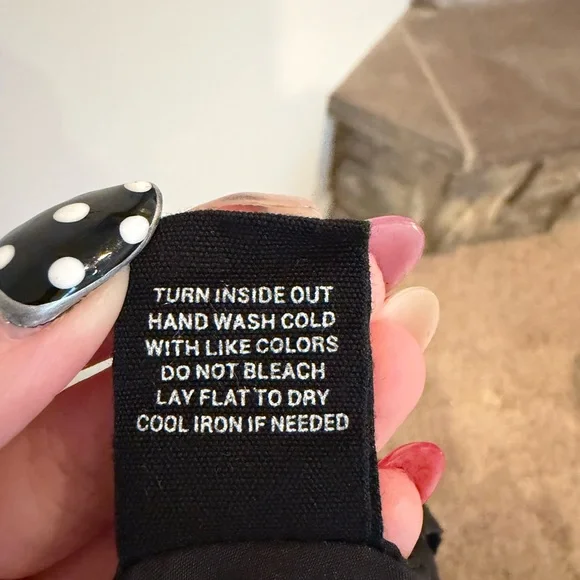 TURN INSIDE OUT
HAND WASH COLD
WITH LIKE COLORS
DO NOT BLEACH
LAY FLAT TO DRY
COOL IRON IF NEEDED